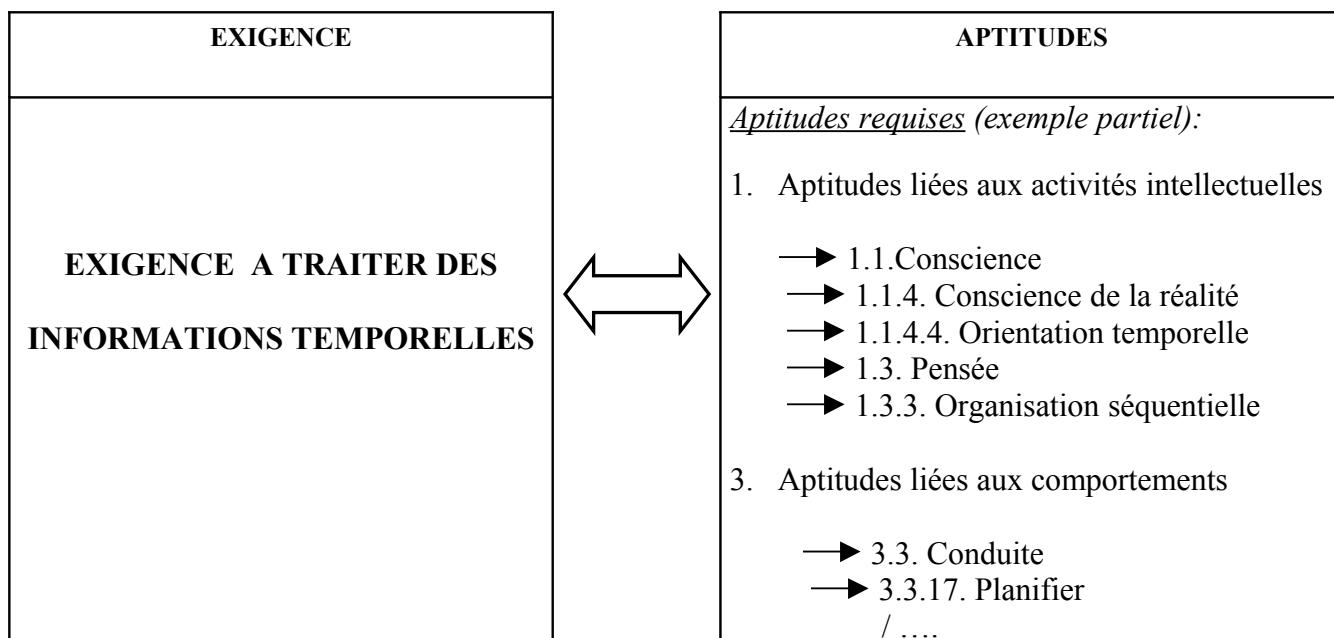 EXIGENCE
EXIGENCE A TRAITER DES
INFORMATIONS TEMPORELLES
APTITUDES
Aptitudes requises (exemple partiel):
1. Aptitudes liées aux activités intellectuelles
1.1.Conscience
1.1.4. Conscience de la réalité
1.1.4.4. Orientation temporelle
1.3. Pensée
1.3.3. Organisation séquentielle
3. Aptitudes liées aux comportements
3.3. Conduite
3.3.17. Planifier
/ ….